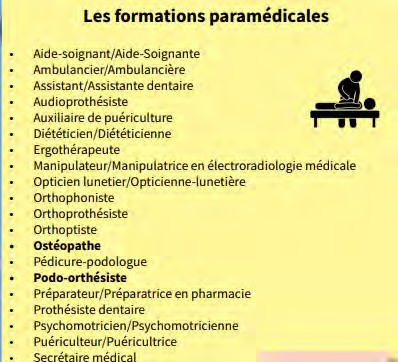 Les formations paramédicales
• Aide-soignant/Aide-Soignante
• Ambulancier/Ambulancière
• Assistant/Assistante dentaire
• Audioprothésiste
• Auxiliaire de puériculture
• Diététicien/Diététicienne
• Ergothérapeute
• Manipulateur/Manipulatrice en électroradiologie médicale
• Opticien lunetier/Opticienne-lunetière
• Orthophoniste
• Orthoprothésiste
• Orthoptiste
• Ostéopathe
• Pédicure-podologue
• Podo-orthésiste
• Préparateur/Préparatrice en pharmacie
• Prothésiste dentaire
• Psychomotricien/Psychomotricienne
• Puériculteur/Puéricultrice
• Secrétaire médical